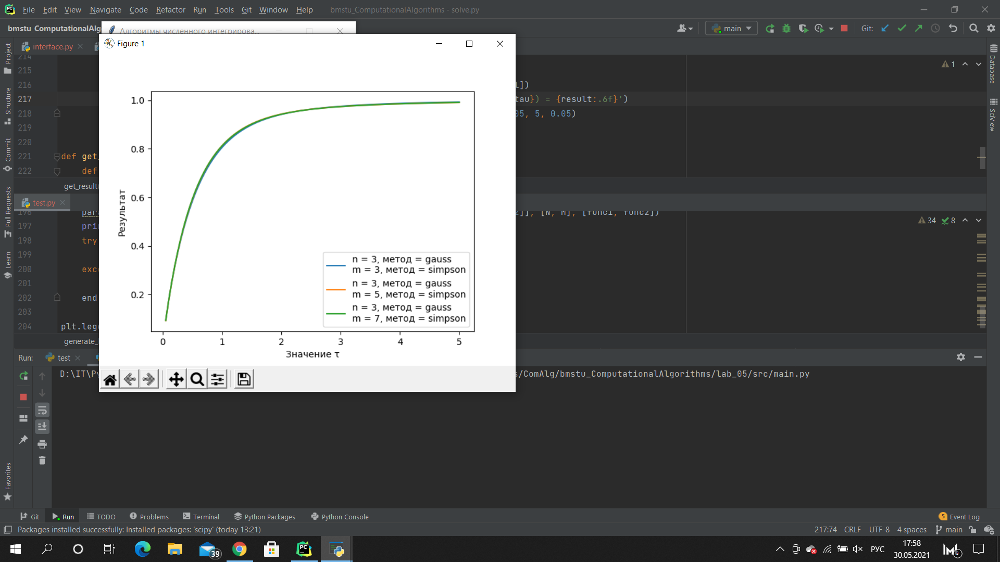 File Edit View Navigate Code Refactor Run Tools Git Window Help bmstu_ComputationalAlgorithms - solve.py
bmstu_ComputationalAlg
main
Git:
Алгоритмы численного интегрирова...
Figure 1
interface.py
214
215
216
217
218
219
220
221
222
])
tau}) = {result:.6f}')
05, 5, 0.05)
1
def get_
def
get_result
test.py
196
197
198
199
200
201
202
203
204
para
2]], [N, M], [func1, func2])
prin
try
exce
end
plt.lege
34
8
generate_
1.0
0.8
0.6
0.4
0.2
Результат
n = 3, метод = gauss
m = 3, метод = simpson
n = 3, метод = gauss
m = 5, метод = simpson
n = 3, метод = gauss
m = 7, метод = simpson
0 1 2 3 4 5
Значение τ
Project
Structure
Commit
Pull Requests
Learn
Favorites
Database
SciView
Run: test
D:\IT\Py
s/ComAlg/bmstu_ComputationalAlgorithms/lab_05/src/main.py
Git Run TODO Problems Terminal Python Packages Python Console
5 Event Log
Packages installed successfully: Installed packages: 'scipy' (today 13:21)
217:74 CRLF UTF-8 4 spaces main
PC
39
РУС
17:58
30.05.2021
3